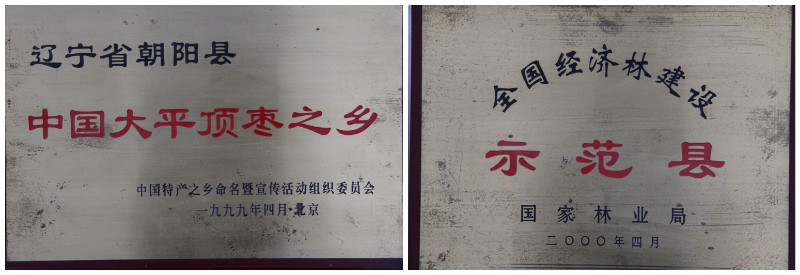 辽宁省朝阳县
中国大平顶枣之乡
中国特产之乡命名暨宣传活动组织委员会
一九九九年四月·北京
全国经济林建设
示范县
国家林业局
二〇〇〇年四月